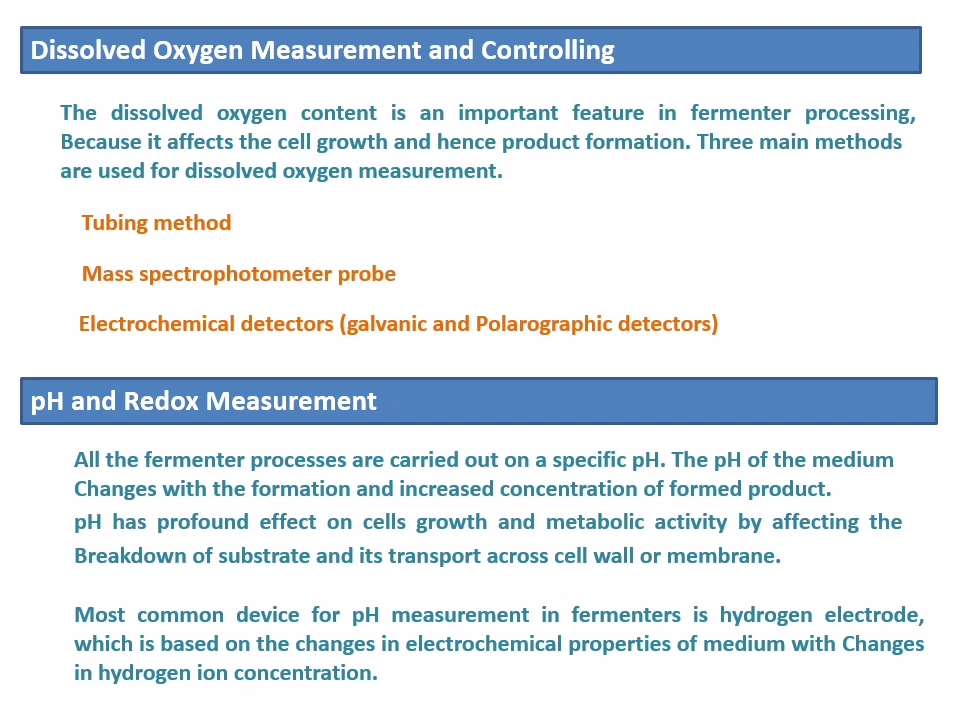 Dissolved Oxygen Measurement and Controlling
The dissolved oxygen content is an important feature in fermenter processing,
Because it affects the cell growth and hence product formation. Three main methods
are used for dissolved oxygen measurement.
Tubing method
Mass spectrophotometer probe
Electrochemical detectors (galvanic and Polarographic detectors)
pH and Redox Measurement
All the fermenter processes are carried out on a specific pH. The pH of the medium
Changes with the formation and increased concentration of formed product.
pH has profound effect on cells growth and metabolic activity by affecting the
Breakdown of substrate and its transport across cell wall or membrane.
Most common device for pH measurement in fermenters is hydrogen electrode,
which is based on the changes in electrochemical properties of medium with Changes
in hydrogen ion concentration.